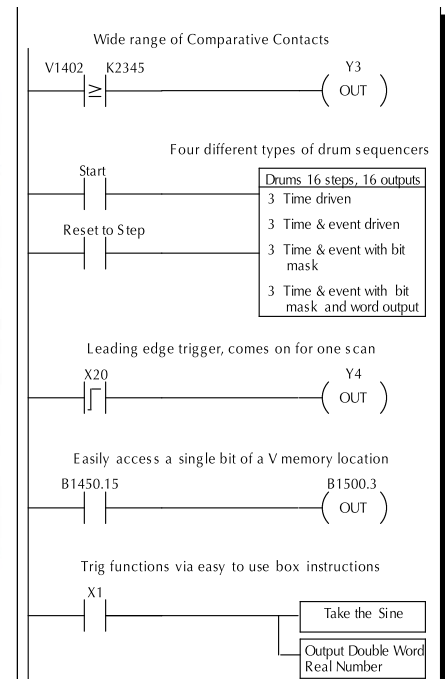 Wide range of Comparative Contacts
V1402 K2345 Y3
≥ OUT
Four different types of drum sequencers
Start
Drums 16 steps, 16 outputs
3 Time driven
Reset to Step
3 Time & event driven
3 Time & event with bit
mask
3 Time & event with bit
mask and word output
Leading edge trigger, comes on for one scan
X20 Y4
OUT
Easily access a single bit of a V memory location
B1450.15 B1500.3
OUT
Trig functions via easy to use box instructions
X1
Take the Sine
Output Double Word
Real Number